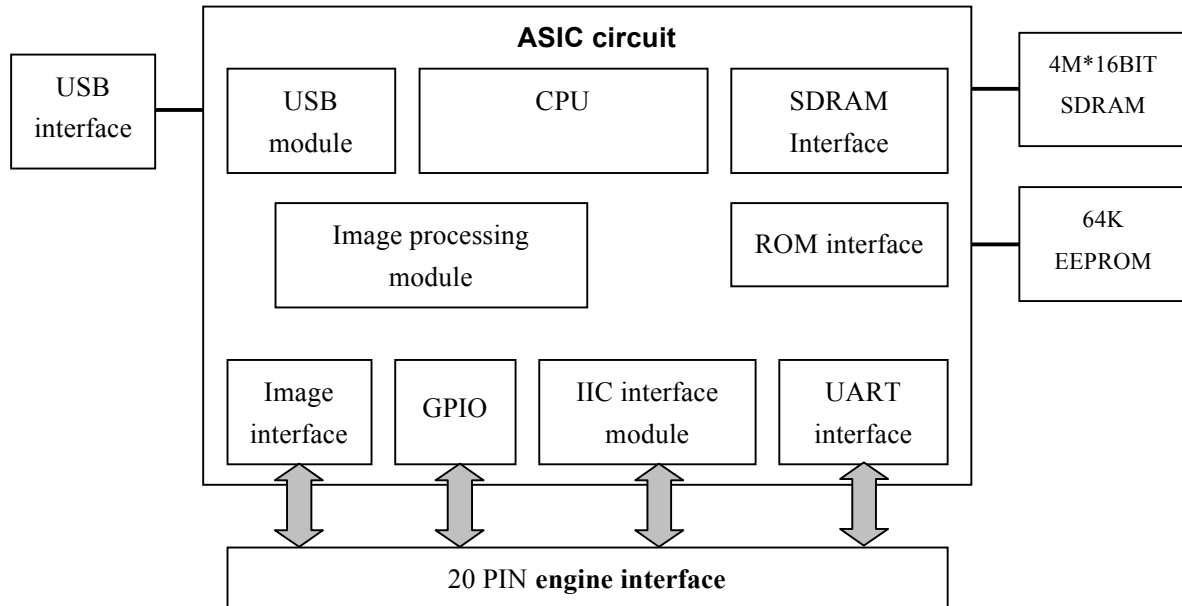 ASIC circuit
USB
interface
USB
module
CPU
SDRAM
Interface
4M*16BIT
SDRAM
Image processing
module
ROM interface
64K
EEPROM
Image
interface
GPIO
IIC interface
module
UART
interface
20 PIN engine interface